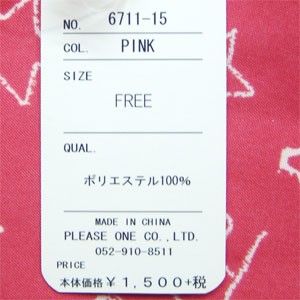 NO. 6711-15
COL. PINK
SIZE
FREE
QUAL.
ポリエステル100%
MADE IN CHINA
PLEASE ONE CO.,LTD.
052-910-8511
PRICE
本体価格¥1,500+税